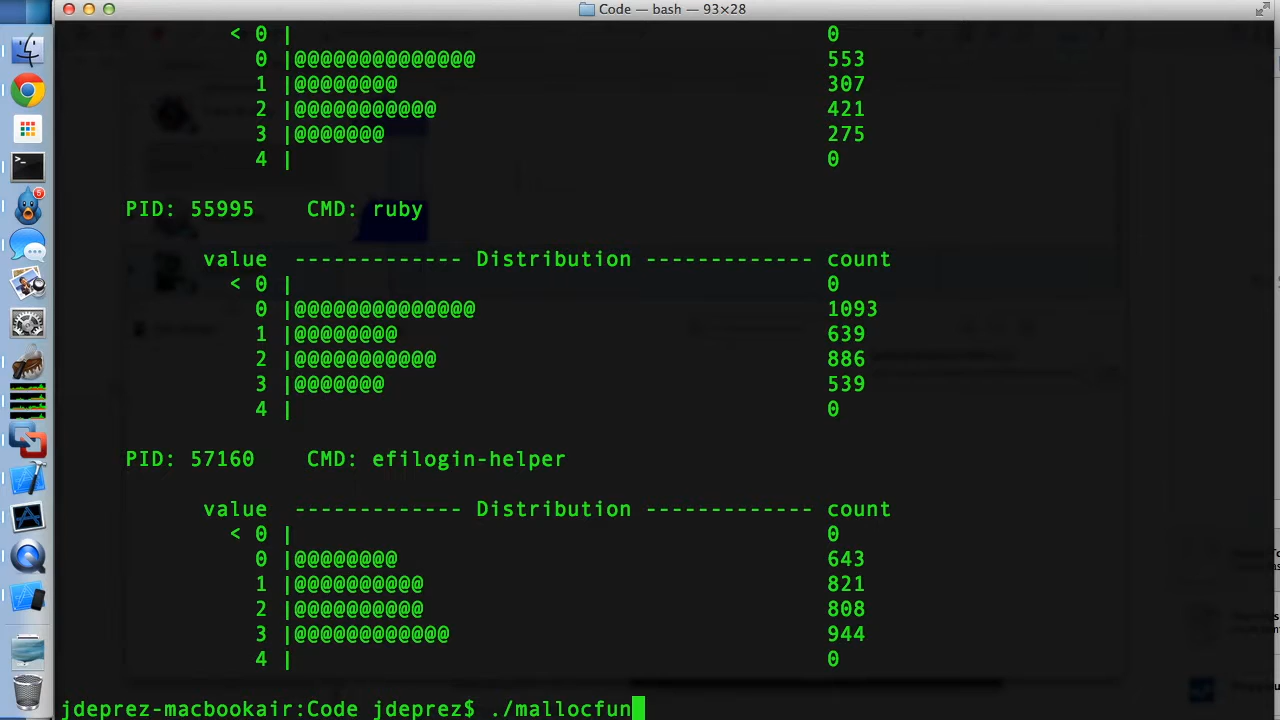 Code — bash — 93×28
< 0 | 0
0 |@@@@@@@@@@@@@@ 553
1 |@@@@@@@@ 307
2 |@@@@@@@@@@@ 421
3 |@@@@@@@ 275
4 | 0
PID: 55995 CMD: ruby
value ------------- Distribution ------------- count
< 0 | 0
0 |@@@@@@@@@@@@@@ 1093
1 |@@@@@@@@ 639
2 |@@@@@@@@@@@ 886
3 |@@@@@@@ 539
4 | 0
PID: 57160 CMD: efilogin-helper
value ------------- Distribution ------------- count
< 0 | 0
0 |@@@@@@@@ 643
1 |@@@@@@@@@@ 821
2 |@@@@@@@@@@ 808
3 |@@@@@@@@@@@@ 944
4 | 0
jdeprez-macbookair:Code jdeprez$ ./mallocfun
5